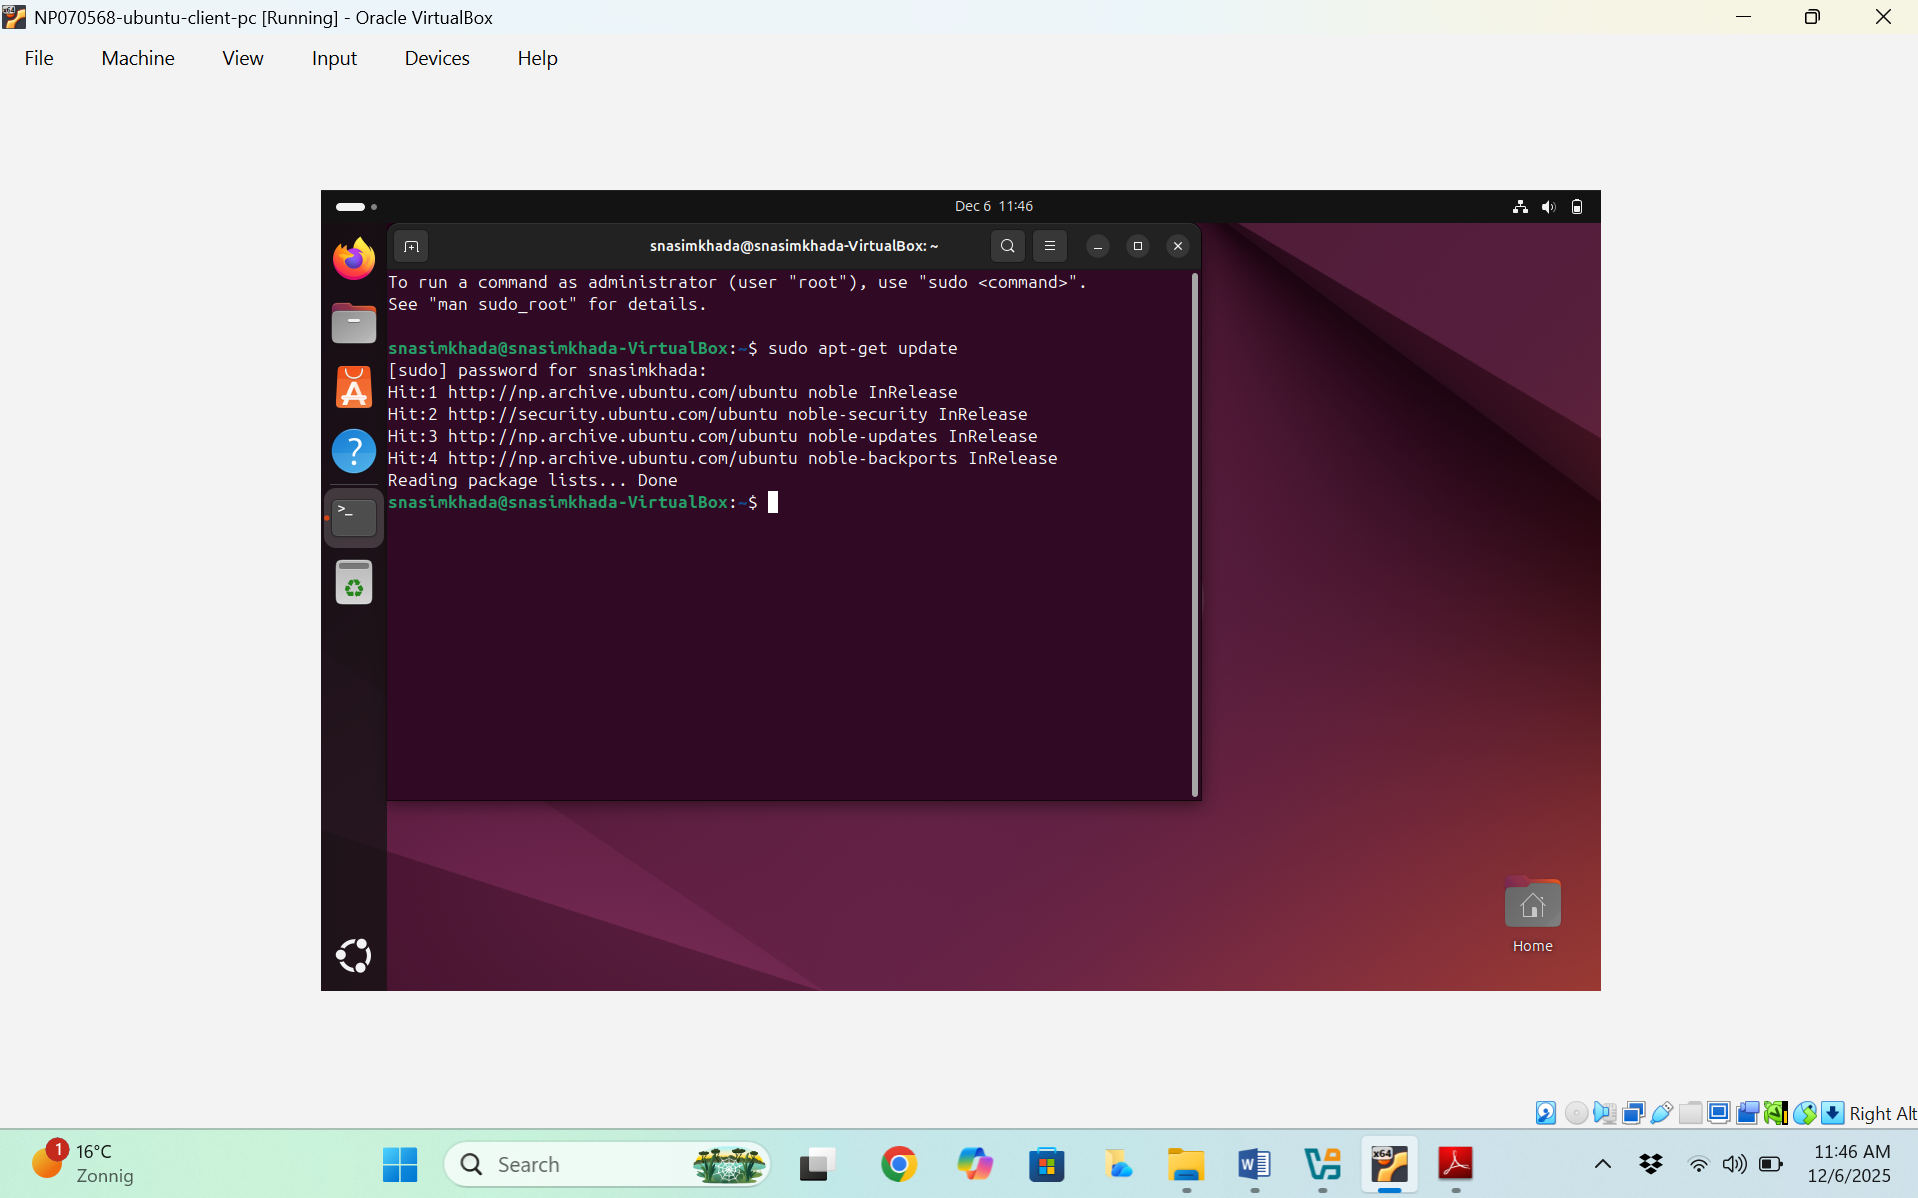 NP070568-ubuntu-client-pc [Running] - Oracle VirtualBox
File Machine View Input Devices Help
Dec 6 11:46
snasimkhada@snasimkhada-VirtualBox: ~
To run a command as administrator (user "root"), use "sudo <command>".
See "man sudo_root" for details.
snasimkhada@snasimkhada-VirtualBox:~$ sudo apt-get update
[sudo] password for snasimkhada:
Hit:1 http://np.archive.ubuntu.com/ubuntu noble InRelease
Hit:2 http://security.ubuntu.com/ubuntu noble-security InRelease
Hit:3 http://np.archive.ubuntu.com/ubuntu noble-updates InRelease
Hit:4 http://np.archive.ubuntu.com/ubuntu noble-backports InRelease
Reading package lists... Done
snasimkhada@snasimkhada-VirtualBox:~$
Home
Right Alt
1
16°C
Zonnig
Search
x64
11:46 AM
12/6/2025